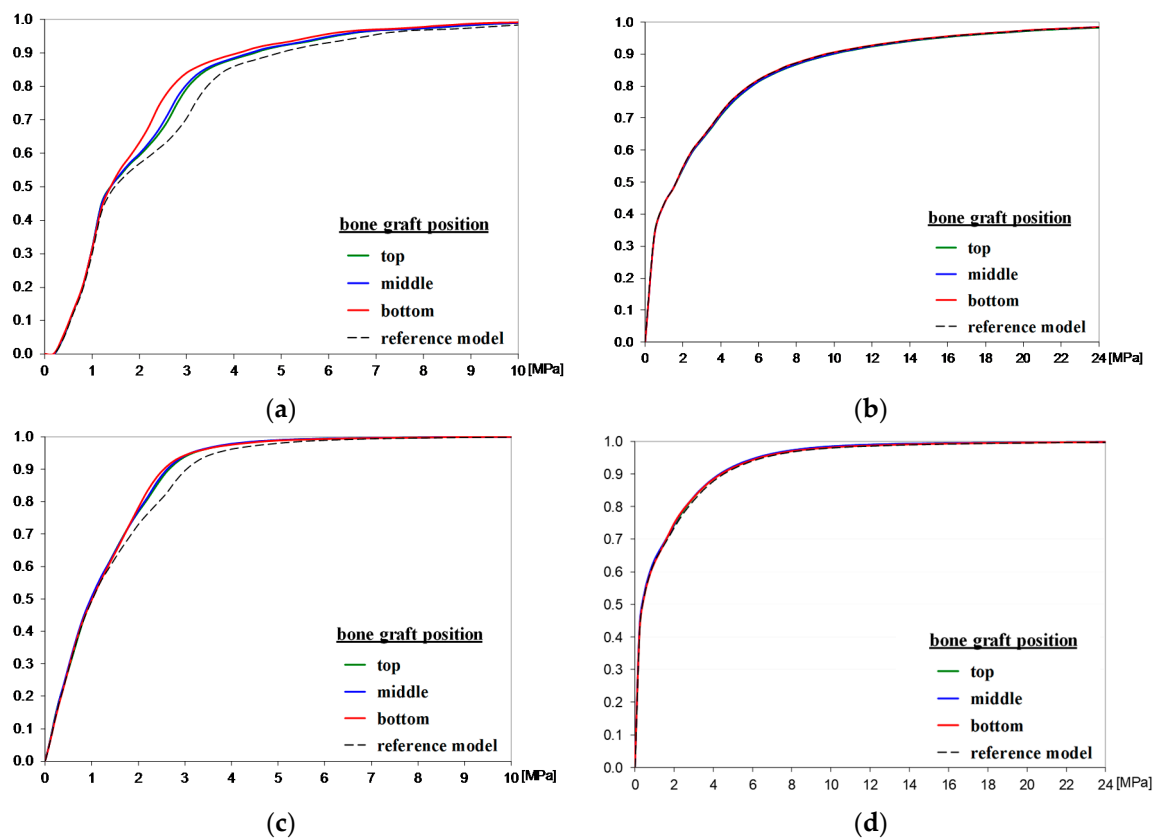 1.0
0.9
0.8
0.7
0.6
0.5
0.4
0.3
0.2
0.1
0.0
0 1 2 3 4 5 6 7 8 9 10 [MPa]
bone graft position
top
middle
bottom
reference model
(a)
1.0
0.9
0.8
0.7
0.6
0.5
0.4
0.3
0.2
0.1
0.0
0 2 4 6 8 10 12 14 16 18 20 22 24 [MPa]
bone graft position
top
middle
bottom
reference model
(b)
1.0
0.9
0.8
0.7
0.6
0.5
0.4
0.3
0.2
0.1
0.0
0 1 2 3 4 5 6 7 8 9 10 [MPa]
bone graft position
top
middle
bottom
reference model
(c)
1.0
0.9
0.8
0.7
0.6
0.5
0.4
0.3
0.2
0.1
0.0
0 2 4 6 8 10 12 14 16 18 20 22 24 [MPa]
bone graft position
top
middle
bottom
reference model
(d)